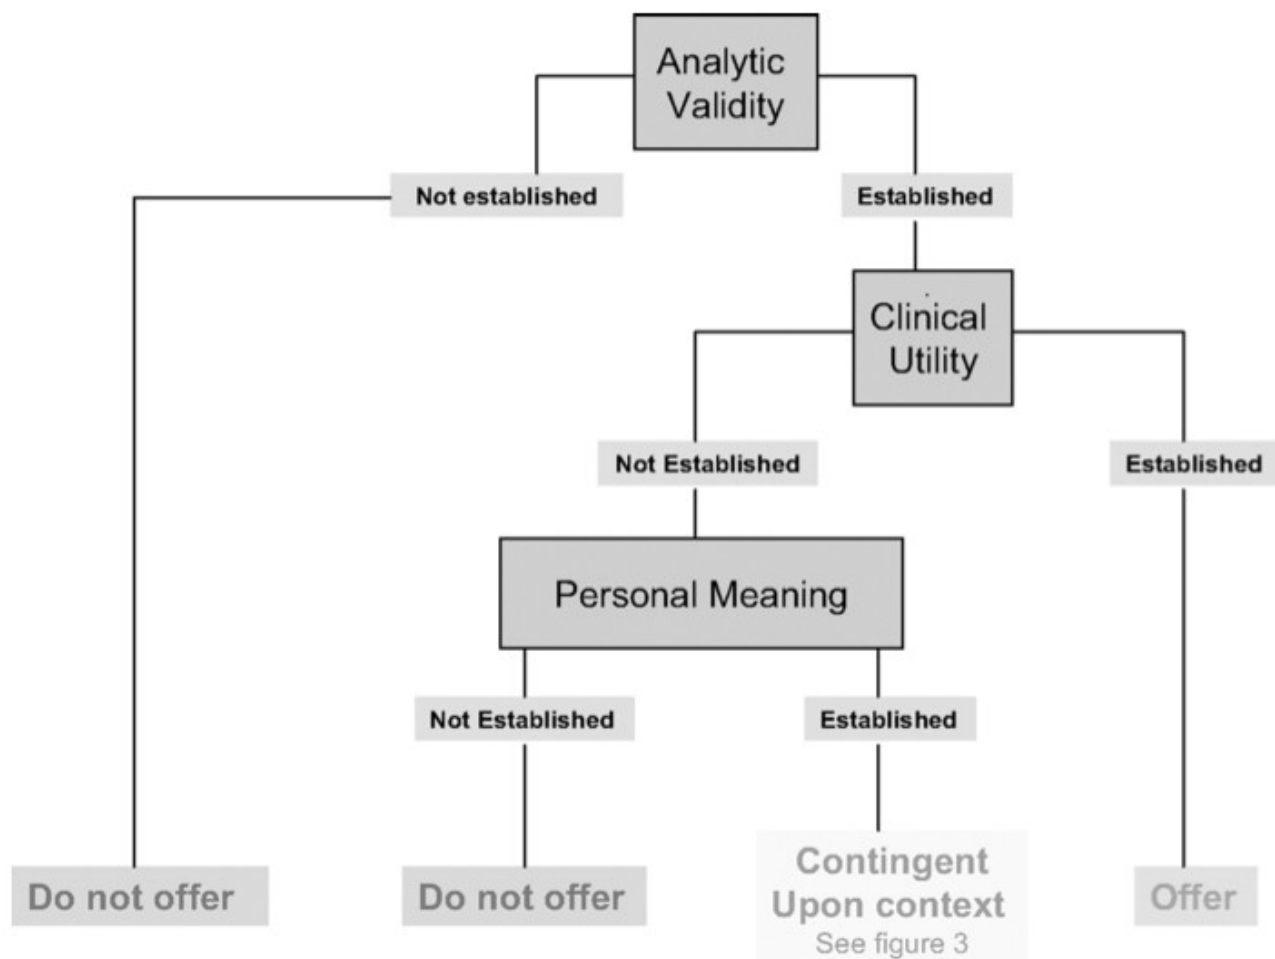 Analytic
Validity
Not established
Established
Clinical
Utility
Not Established
Established
Personal Meaning
Not Established
Established
Do not offer
Do not offer
Contingent
Upon context
See figure 3
Offer